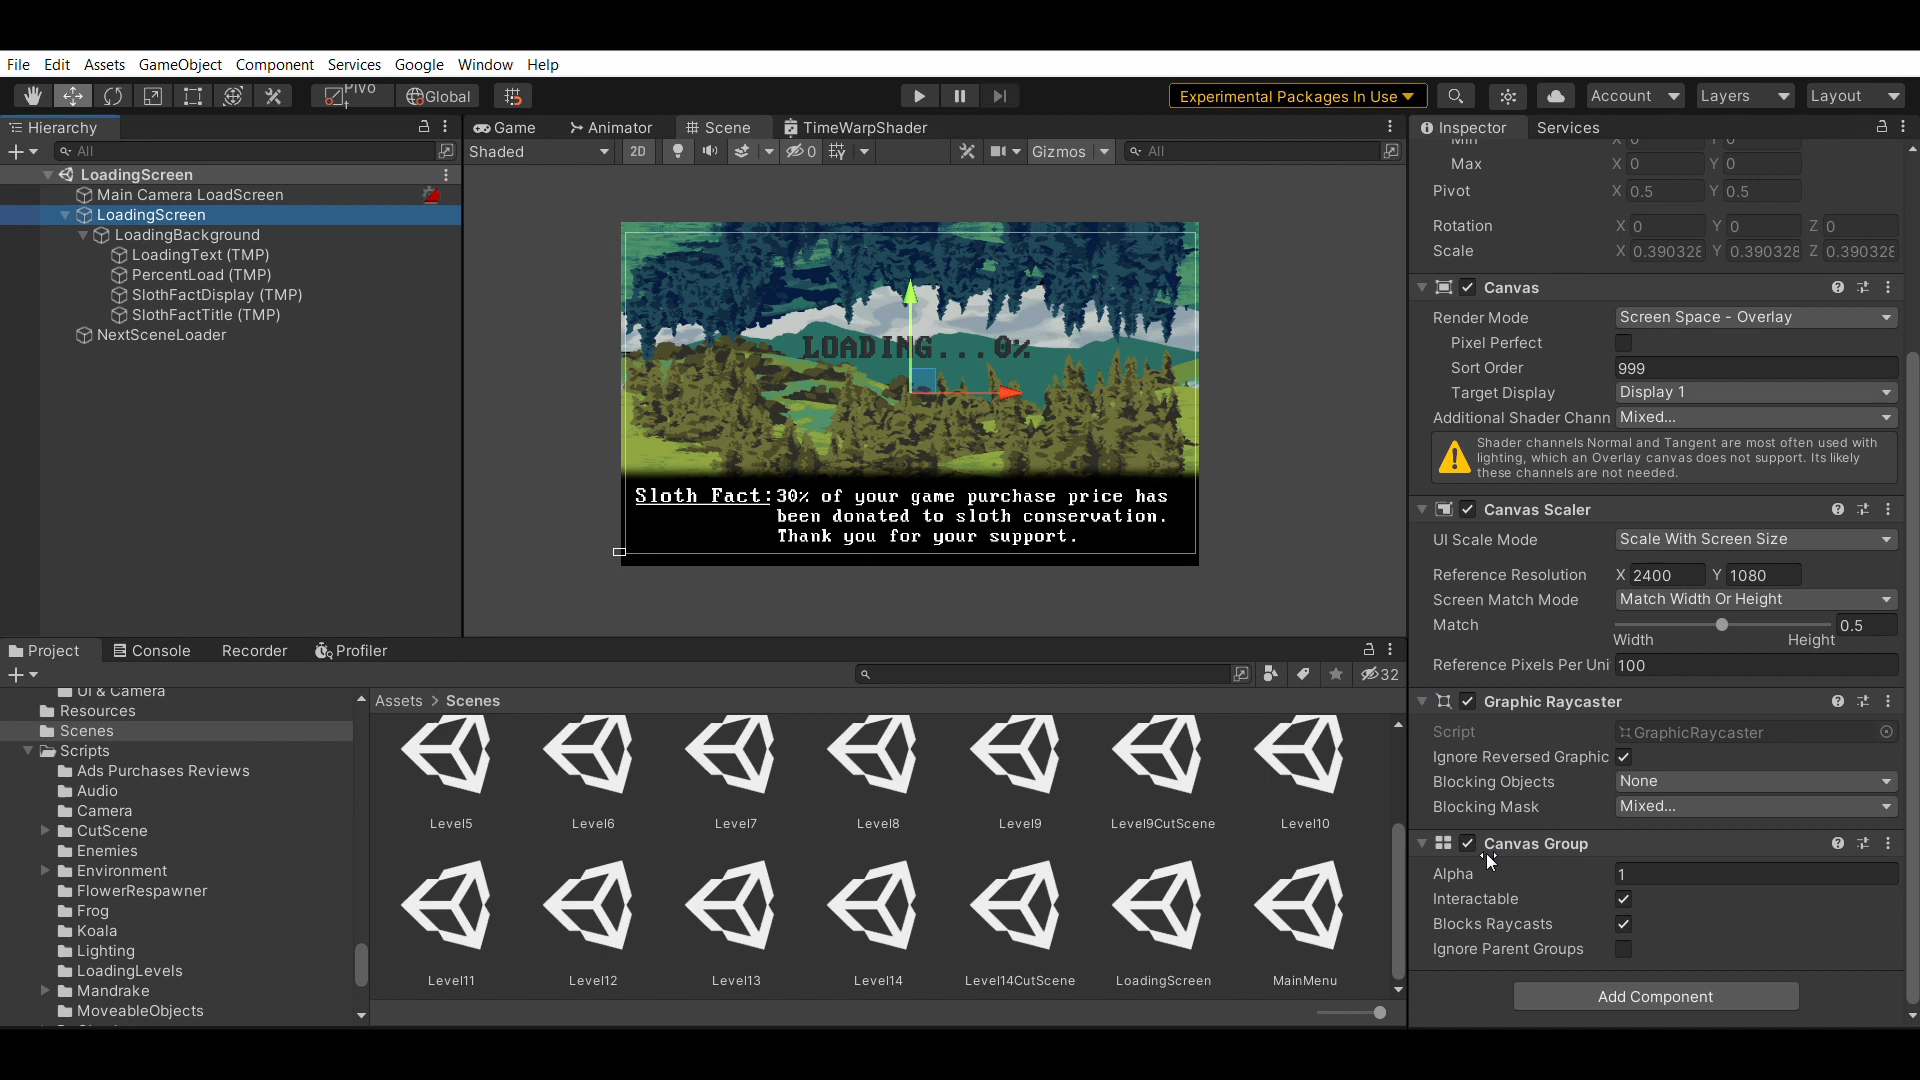 File Edit Assets GameObject Component Services Google Window Help
Pivo
t
Global
Experimental Packages In Use
Account
Layers
Layout
Hierarchy
All
LoadingScreen
Main Camera LoadScreen
LoadingScreen
LoadingBackground
LoadingText (TMP)
PercentLoad (TMP)
SlothFactDisplay (TMP)
SlothFactTitle (TMP)
NextSceneLoader
Game
Animator
Scene
TimeWarpShader
Shaded
2D
0
Gizmos
All
LOADING...0%
Sloth Fact:
30% of your game purchase price has
been donated to sloth conservation.
Thank you for your support.
Project
Console
Recorder
Profiler
32
UI & Camera
Resources
Scenes
Scripts
Ads Purchases Reviews
Audio
Camera
CutScene
Enemies
Environment
FlowerRespawner
Frog
Koala
Lighting
LoadingLevels
Mandrake
MoveableObjects
Assets > Scenes
Level5 Level6 Level7 Level8 Level9 Level9CutScene Level10
Level11 Level12 Level13 Level14 Level14CutScene LoadingScreen MainMenu
Inspector
Services
Min X 0 Y 0
Max X 0 Y 0
Pivot X 0.5 Y 0.5
Rotation X 0 Y 0 Z 0
Scale X 0.390328 Y 0.390328 Z 0.390328
Canvas
Render Mode Screen Space - Overlay
Pixel Perfect
Sort Order 999
Target Display Display 1
Additional Shader Chann Mixed...
Shader channels Normal and Tangent are most often used with
lighting, which an Overlay canvas does not support. Its likely
these channels are not needed.
Canvas Scaler
UI Scale Mode Scale With Screen Size
Reference Resolution X 2400 Y 1080
Screen Match Mode Match Width Or Height
Match 0.5
Width Height
Reference Pixels Per Uni 100
Graphic Raycaster
Script GraphicRaycaster
Ignore Reversed Graphic
Blocking Objects None
Blocking Mask Mixed...
Canvas Group
Alpha 1
Interactable
Blocks Raycasts
Ignore Parent Groups
Add Component